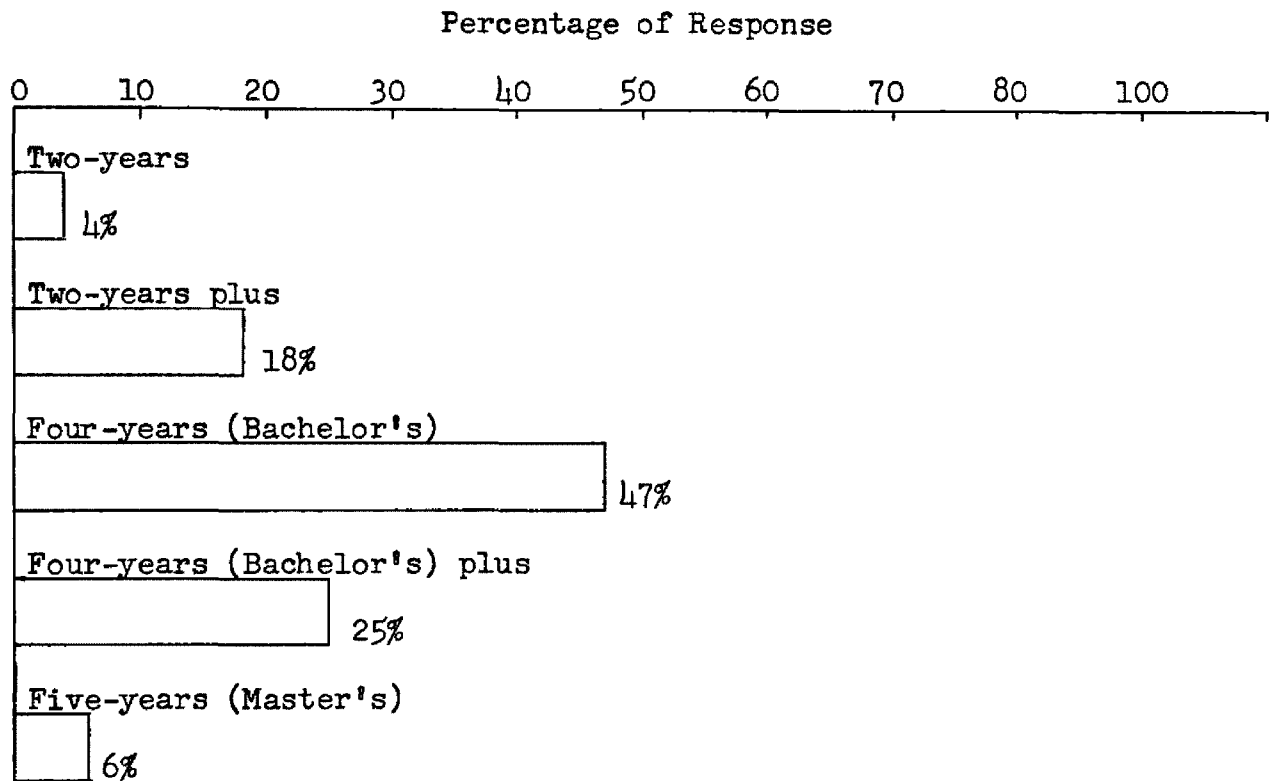 Percentage of Response
0 10 20 30 40 50 60 70 80 100
Two-years
4%
Two-years plus
18%
Four-years (Bachelor's)
47%
Four-years (Bachelor's) plus
25%
Five-years (Master's)
6%